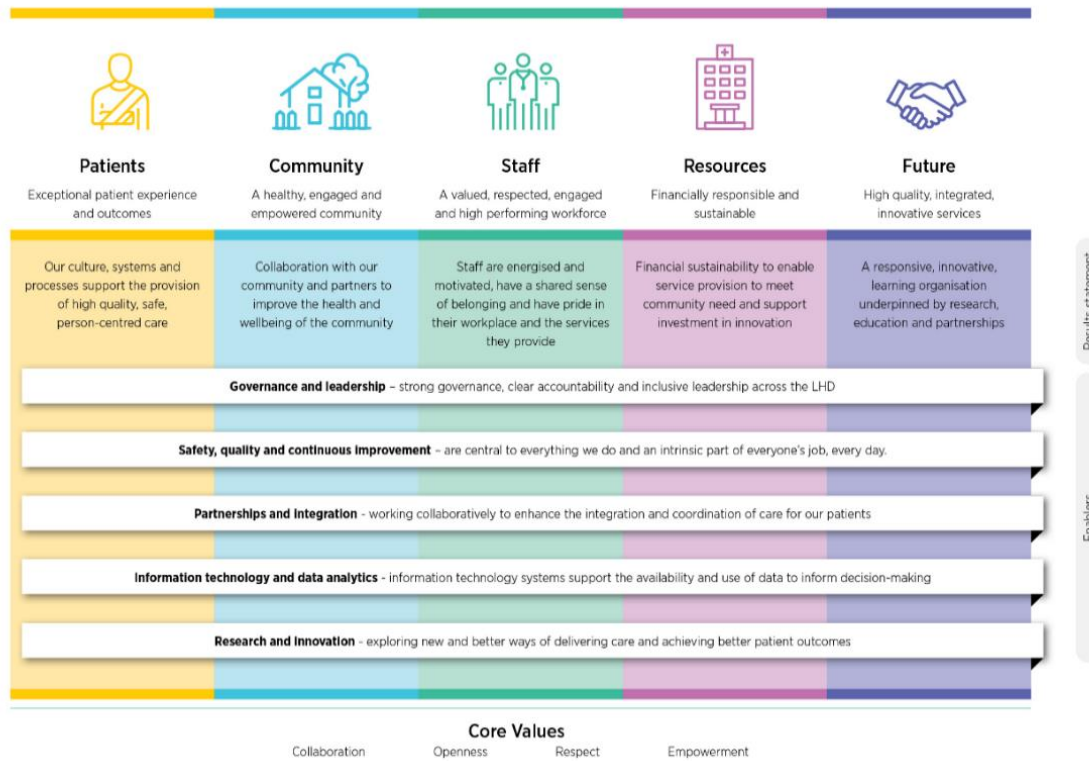 Patients
Exceptional patient experience
and outcomes
Community
A healthy, engaged and
empowered community
Staff
A valued, respected, engaged
and high performing workforce
Resources
Financially responsible and
sustainable
Future
High quality, integrated,
innovative services
Our culture, systems and
processes support the provision
of high quality, safe,
person-centred care
Collaboration with our
community and partners to
improve the health and
wellbeing of the community
Staff are energised and
motivated, have a shared sense
of belonging and have pride in
their workplace and the services
they provide
Financial sustainability to enable
service provision to meet
community need and support
investment in innovation
A responsive, innovative,
learning organisation
underpinned by research,
education and partnerships
Results statement
Governance and leadership – strong governance, clear accountability and inclusive leadership across the LHD
Safety, quality and continuous improvement – are central to everything we do and an intrinsic part of everyone's job, every day.
Partnerships and integration - working collaboratively to enhance the integration and coordination of care for our patients
Information technology and data analytics - information technology systems support the availability and use of data to inform decision-making
Research and innovation - exploring new and better ways of delivering care and achieving better patient outcomes
Enablers
Core Values
Collaboration Openness Respect Empowerment